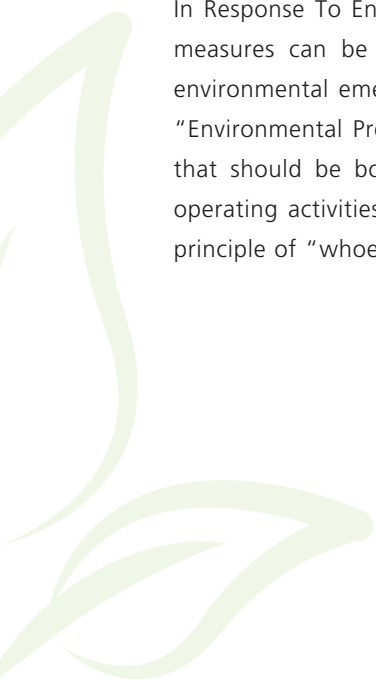 In Response To En
measures can be
environmental eme
“Environmental Pr
that should be bo
operating activities
principle of “whoe